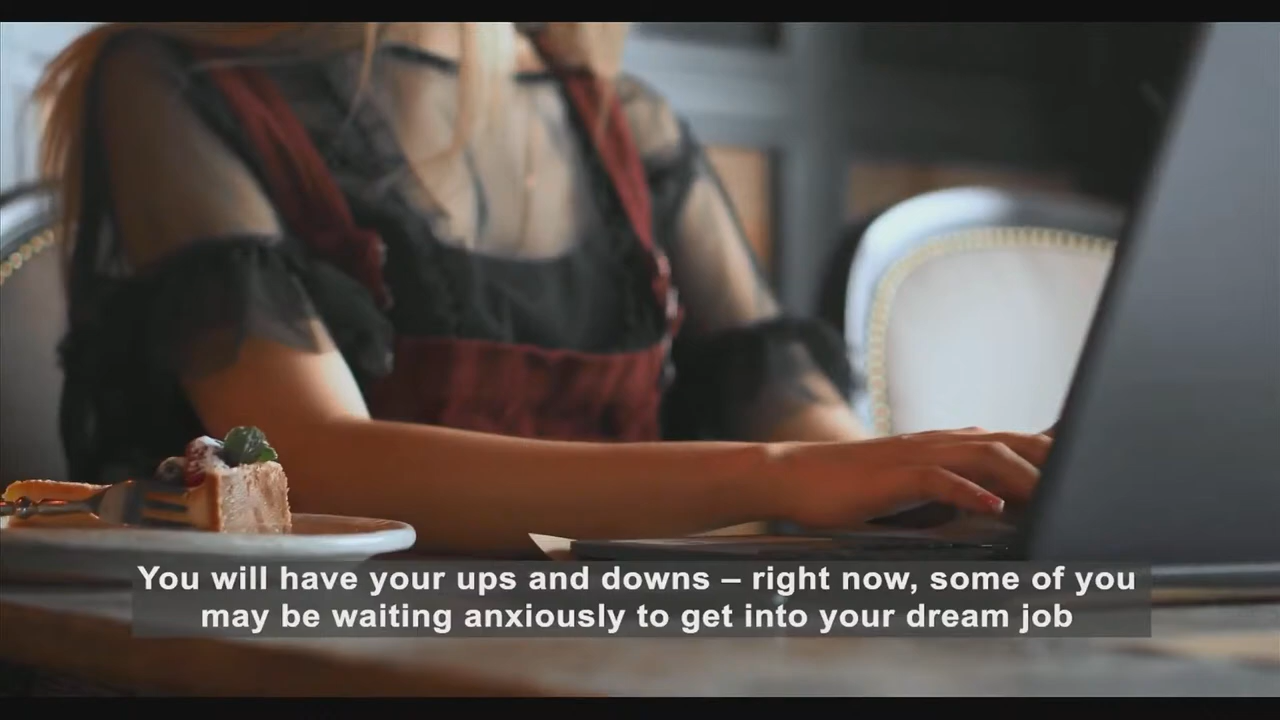 You will have your ups and downs – right now, some of you
may be waiting anxiously to get into your dream job